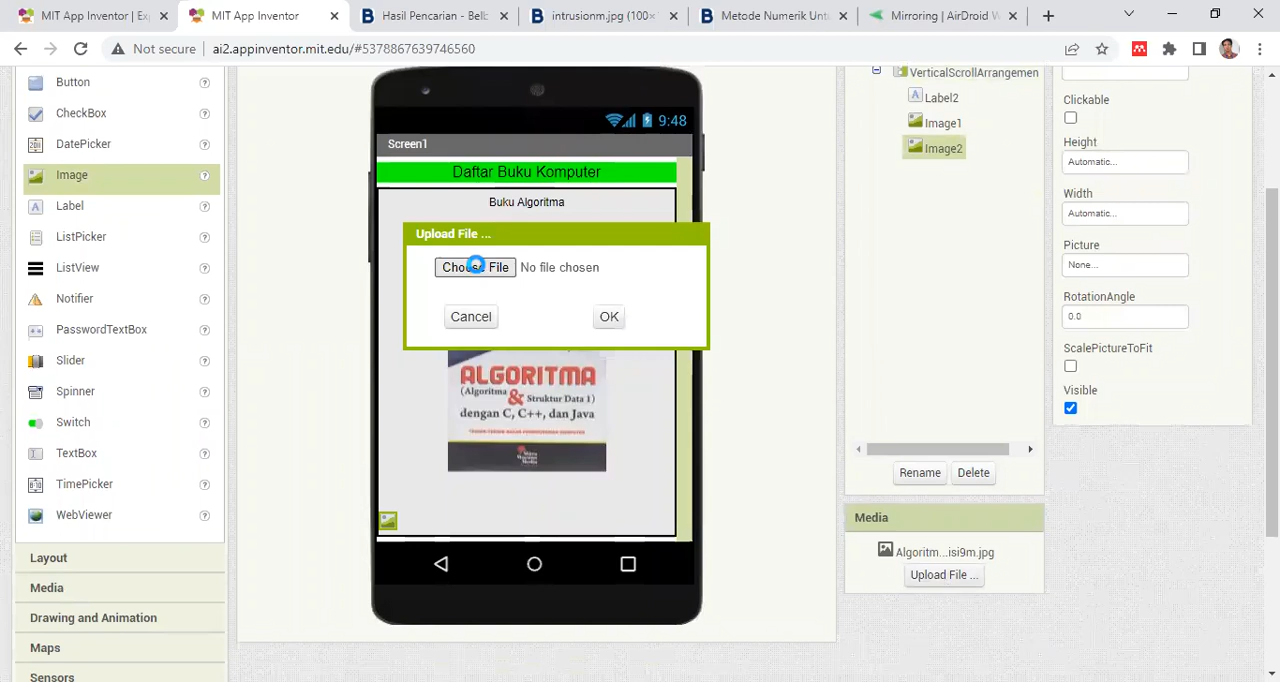 MIT App Inventor | Ex
MIT App Inventor
Hasil Pencarian - Belb
intrusionm.jpg (100×
Metode Numerik Unt
Mirroring | AirDroid W
Not secure
ai2.appinventor.mit.edu/#5378867639746560
Button
CheckBox
DatePicker
Image
Label
ListPicker
ListView
Notifier
PasswordTextBox
Slider
Spinner
Switch
TextBox
TimePicker
WebViewer
Layout
Media
Drawing and Animation
Maps
Sensors
9:48
Screen1
Daftar Buku Komputer
Buku Algoritma
Upload File ...
Choose File No file chosen
Cancel
OK
ALGORITMA
(Algoritma & Struktur Data 1)
dengan C, C++, dan Java
VerticalScrollArrangemen
Label2
Image1
Image2
Rename
Delete
Media
Algoritm...isi9m.jpg
Upload File ...
Clickable
Height
Automatic...
Width
Automatic...
Picture
None...
RotationAngle
0.0
ScalePictureToFit
Visible